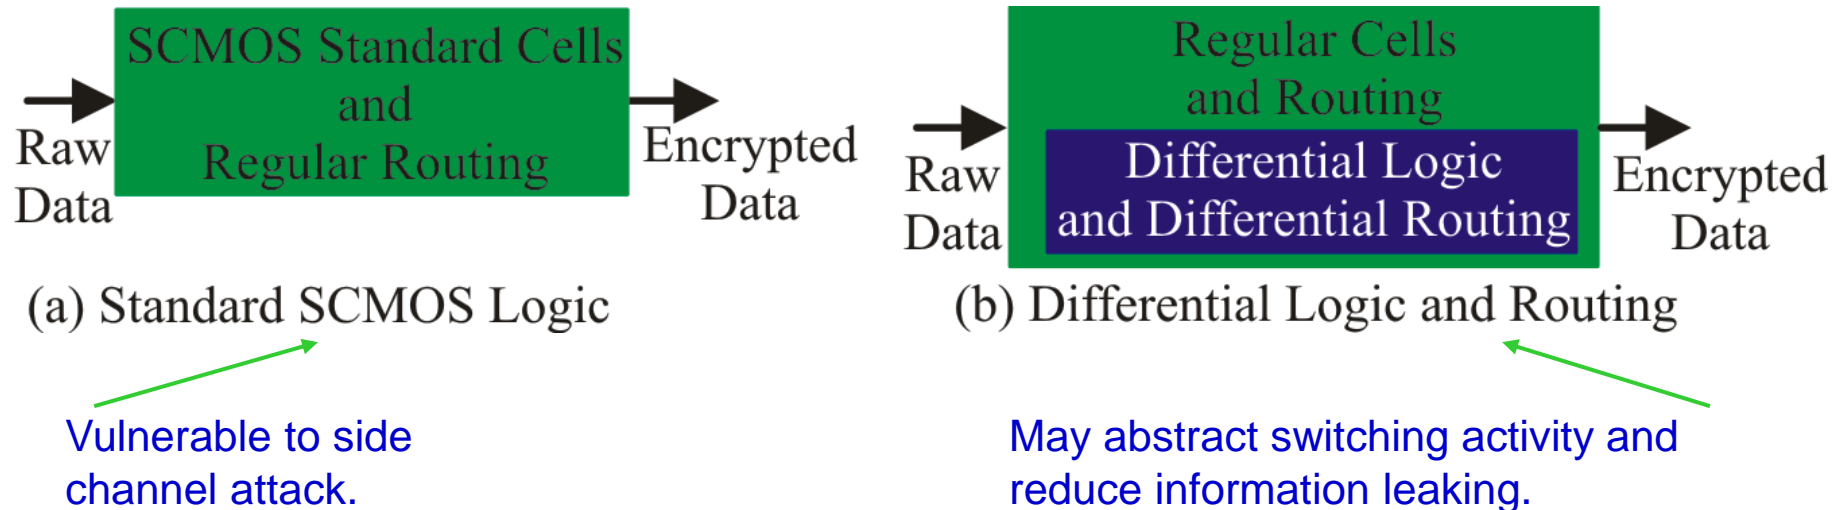 SCMOS Standard Cells
and
Regular Routing
Raw
Data
Encrypted
Data
(a) Standard SCMOS Logic
Vulnerable to side
channel attack.
Regular Cells
and Routing
Differential Logic
and Differential Routing
Raw
Data
Encrypted
Data
(b) Differential Logic and Routing
May abstract switching activity and
reduce information leaking.